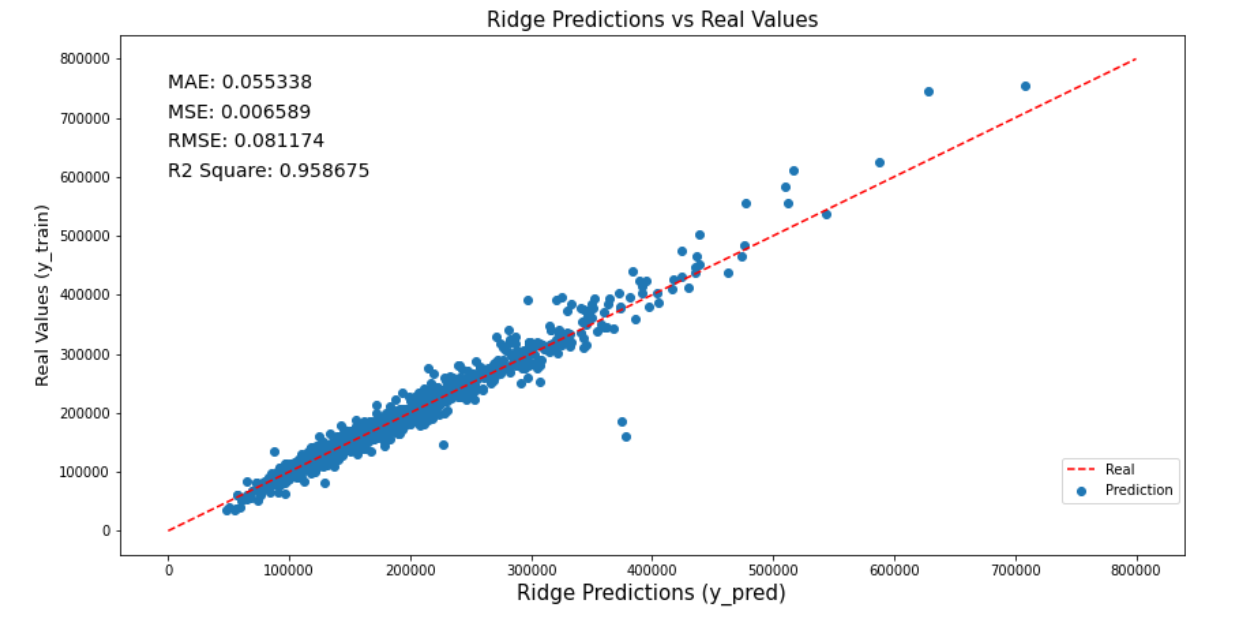 Ridge Predictions vs Real Values
800000
700000
600000
500000
400000
300000
200000
100000
0
Real Values (y_train)
MAE: 0.055338
MSE: 0.006589
RMSE: 0.081174
R2 Square: 0.958675
Real
Prediction
0 100000 200000 300000 400000 500000 600000 700000 800000
Ridge Predictions (y_pred)